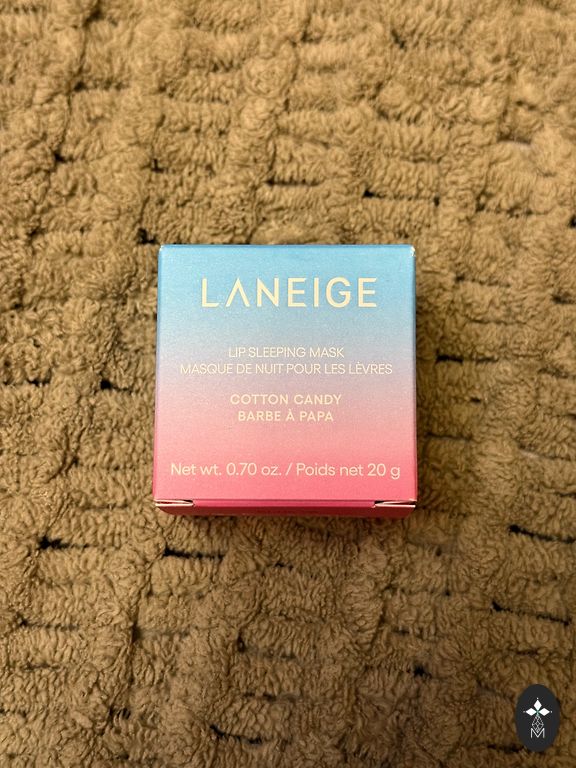 LANEIGE
LIP SLEEPING MASK
MASQUE DE NUIT POUR LES LÈVRES
COTTON CANDY
BARBE À PAPA
Net wt. 0.70 oz. / Poids net 20 g
M